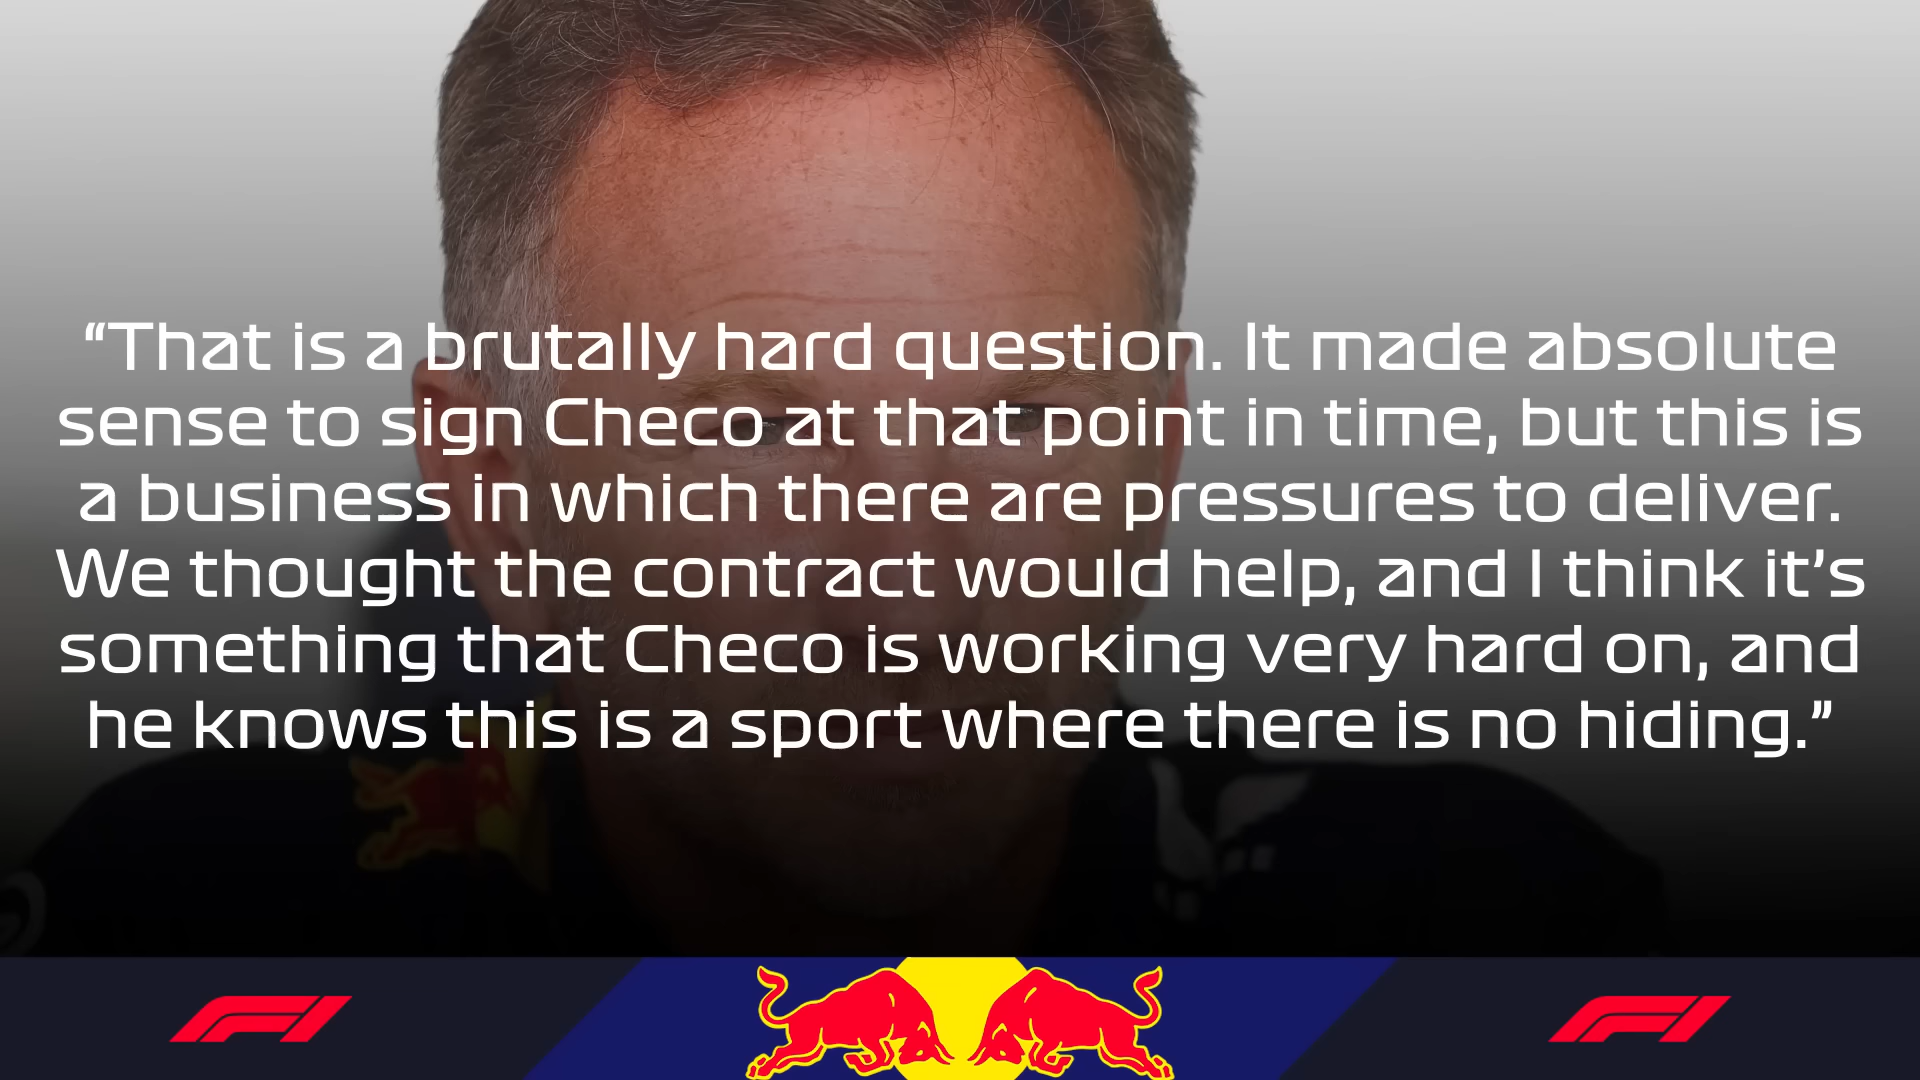 “That is a brutally hard question. It made absolute
sense to sign Checo at that point in time, but this is
a business in which there are pressures to deliver.
We thought the contract would help, and I think it’s
something that Checo is working very hard on, and
he knows this is a sport where there is no hiding.”
F1 F1